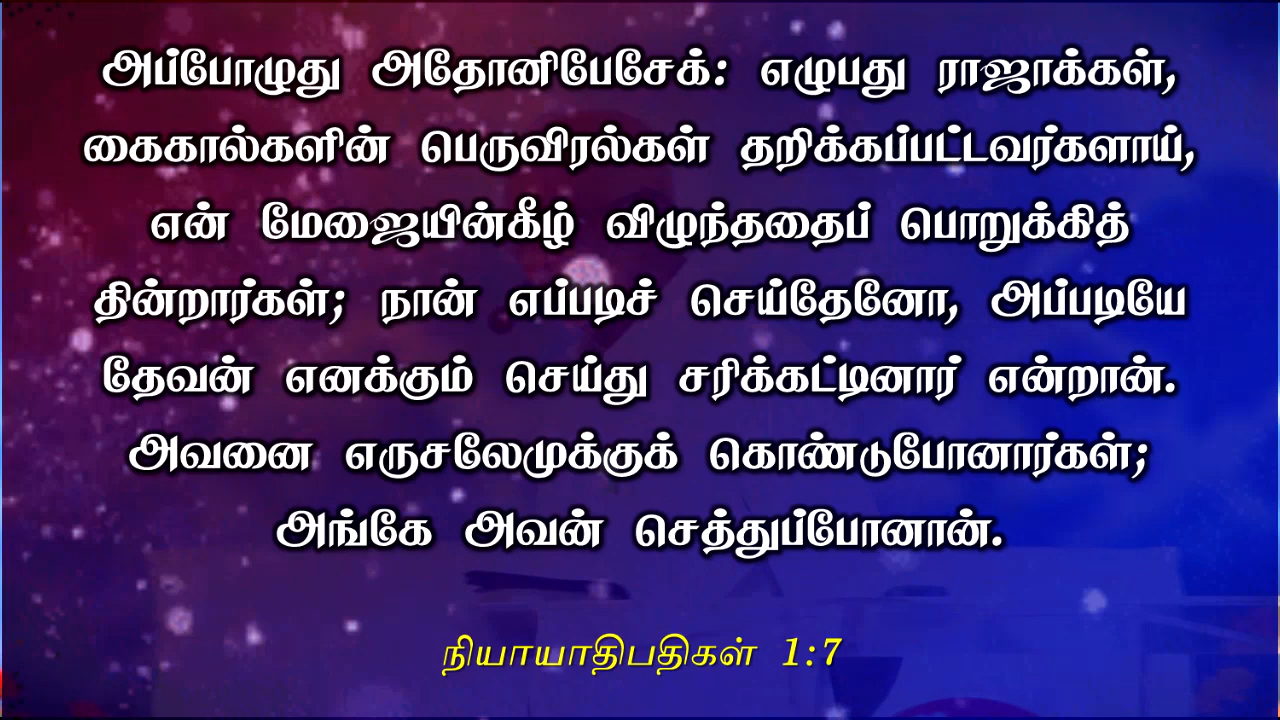 அப்போழுது அதோனிபேசேக்: எழுபது ராஜாக்கள்,
கைகால்களின் பெருவிரல்கள் தறிக்கப்பட்டவர்களாய்,
என் மேஜையின்கீழ் விழுந்ததைப் பொறுக்கித்
தின்றார்கள்; நான் எப்படிச் செய்தேனோ, அப்படியே
தேவன் எனக்கும் செய்து சரிக்கட்டினார் என்றான்.
அவனை எருசலேமுக்குக் கொண்டுபோனார்கள்;
அங்கே அவன் செத்துப்போனான்.
நியாயாதிபதிகள் 1:7